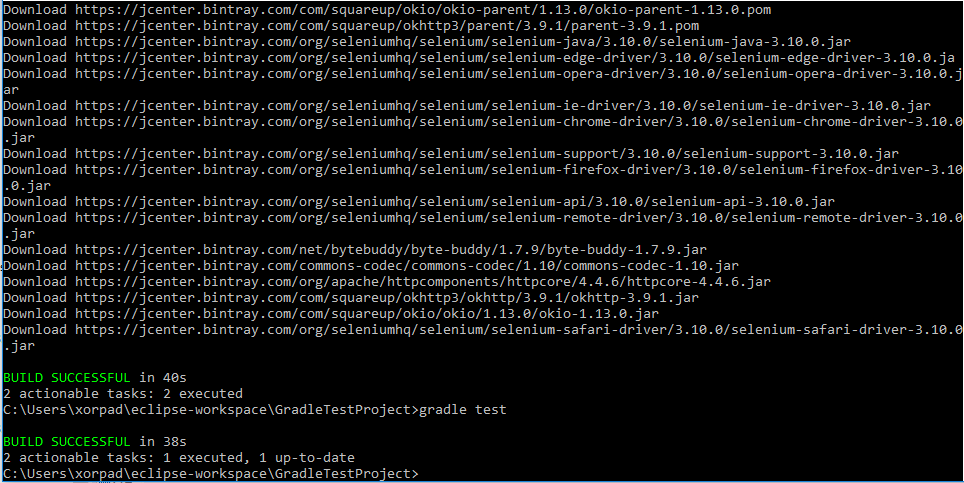 Download https://jcenter.bintray.com/com/squareup/okio/okio-parent/1.13.0/okio-parent-1.13.0.pom
Download https://jcenter.bintray.com/com/squareup/okhttp3/parent/3.9.1/parent-3.9.1.pom
Download https://jcenter.bintray.com/org/seleniumhq/selenium/selenium-java/3.10.0/selenium-java-3.10.0.jar
Download https://jcenter.bintray.com/org/seleniumhq/selenium/selenium-edge-driver/3.10.0/selenium-edge-driver-3.10.0.ja
Download https://jcenter.bintray.com/org/seleniumhq/selenium/selenium-opera-driver/3.10.0/selenium-opera-driver-3.10.0.j
ar
Download https://jcenter.bintray.com/org/seleniumhq/selenium/selenium-ie-driver/3.10.0/selenium-ie-driver-3.10.0.jar
Download https://jcenter.bintray.com/org/seleniumhq/selenium/selenium-chrome-driver/3.10.0/selenium-chrome-driver-3.10.0
.jar
Download https://jcenter.bintray.com/org/seleniumhq/selenium/selenium-support/3.10.0/selenium-support-3.10.0.jar
Download https://jcenter.bintray.com/org/seleniumhq/selenium/selenium-firefox-driver/3.10.0/selenium-firefox-driver-3.10
.0.jar
Download https://jcenter.bintray.com/org/seleniumhq/selenium/selenium-api/3.10.0/selenium-api-3.10.0.jar
Download https://jcenter.bintray.com/org/seleniumhq/selenium/selenium-remote-driver/3.10.0/selenium-remote-driver-3.10.0
.jar
Download https://jcenter.bintray.com/net/bytebuddy/byte-buddy/1.7.9/byte-buddy-1.7.9.jar
Download https://jcenter.bintray.com/commons-codec/commons-codec/1.10/commons-codec-1.10.jar
Download https://jcenter.bintray.com/org/apache/httpcomponents/httpcore/4.4.6/httpcore-4.4.6.jar
Download https://jcenter.bintray.com/com/squareup/okhttp3/okhttp/3.9.1/okhttp-3.9.1.jar
Download https://jcenter.bintray.com/com/squareup/okio/okio/1.13.0/okio-1.13.0.jar
Download https://jcenter.bintray.com/org/seleniumhq/selenium/selenium-safari-driver/3.10.0/selenium-safari-driver-3.10.0
.jar
BUILD SUCCESSFUL in 40s
2 actionable tasks: 2 executed
C:\Users\xorpad\eclipse-workspace\GradleTestProject>gradle test
BUILD SUCCESSFUL in 38s
2 actionable tasks: 1 executed, 1 up-to-date
C:\Users\xorpad\eclipse-workspace\GradleTestProject>